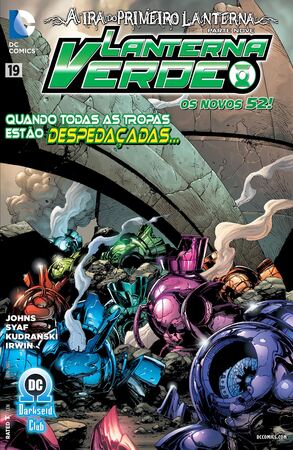 A IRA DO PRIMEIRO LANTERNA
PARTE NOVE
DC
DC COMICS
19
LANTERNA
VERDE
OS NOVOS 52!
QUANDO TODAS AS TROPAS
ESTÃO DESPEDAÇADAS...
JOHNS
SYAF
KUDRANSKI
IRWIN
DC
Darkseid
Club
DCCOMICS.COM